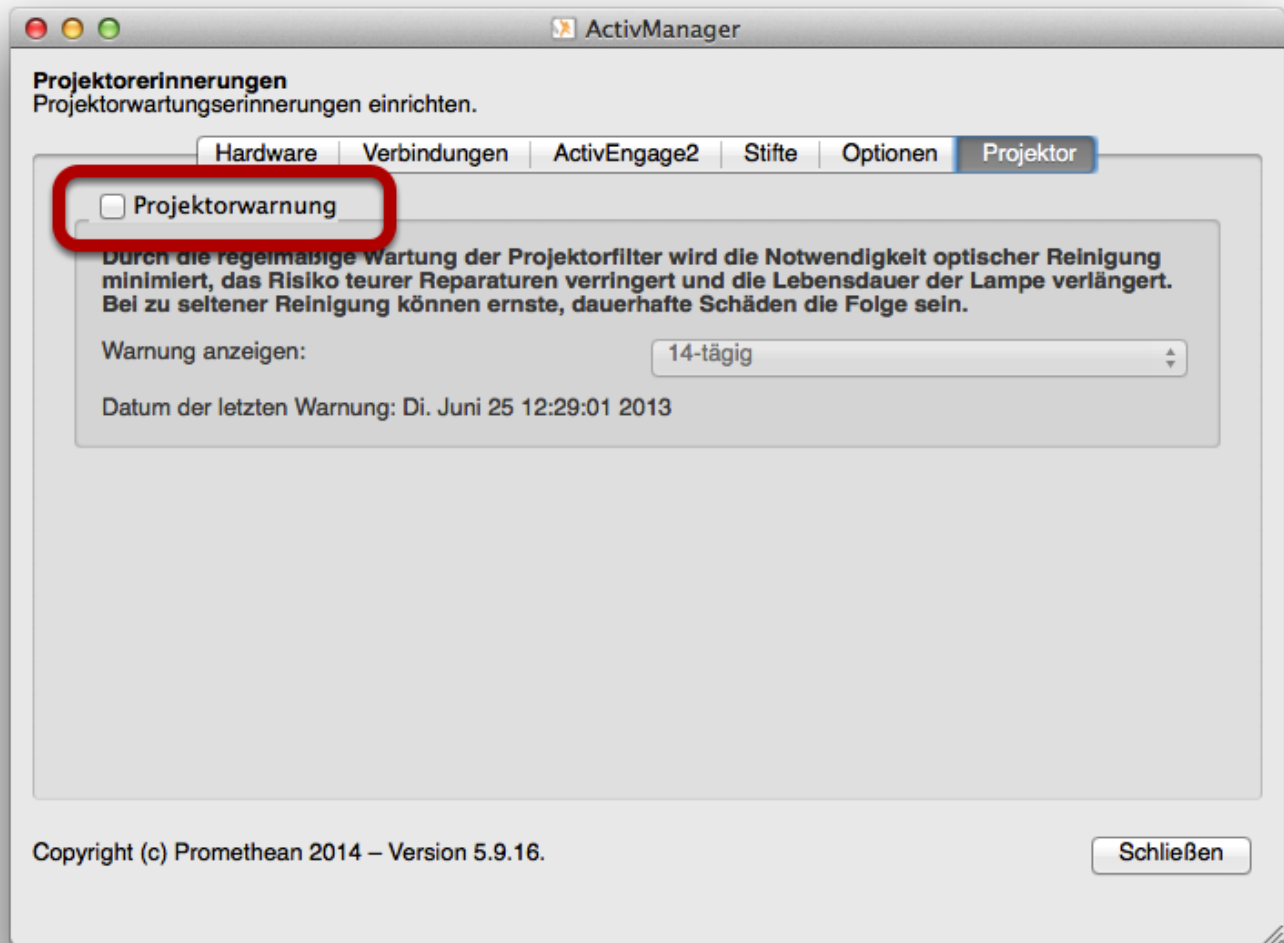 ActivManager
Projektorerinnerungen
Projektorwartungserinnerungen einrichten.
Hardware Verbindungen ActivEngage2 Stifte Optionen Projektor
Projektorwarnung
Durch die regelmäßige Wartung der Projektorfilter wird die Notwendigkeit optischer Reinigung
minimiert, das Risiko teurer Reparaturen verringert und die Lebensdauer der Lampe verlängert.
Bei zu seltener Reinigung können ernste, dauerhafte Schäden die Folge sein.
Warnung anzeigen: 14-tägig
Datum der letzten Warnung: Di. Juni 25 12:29:01 2013
Copyright (c) Promethean 2014 – Version 5.9.16. Schließen